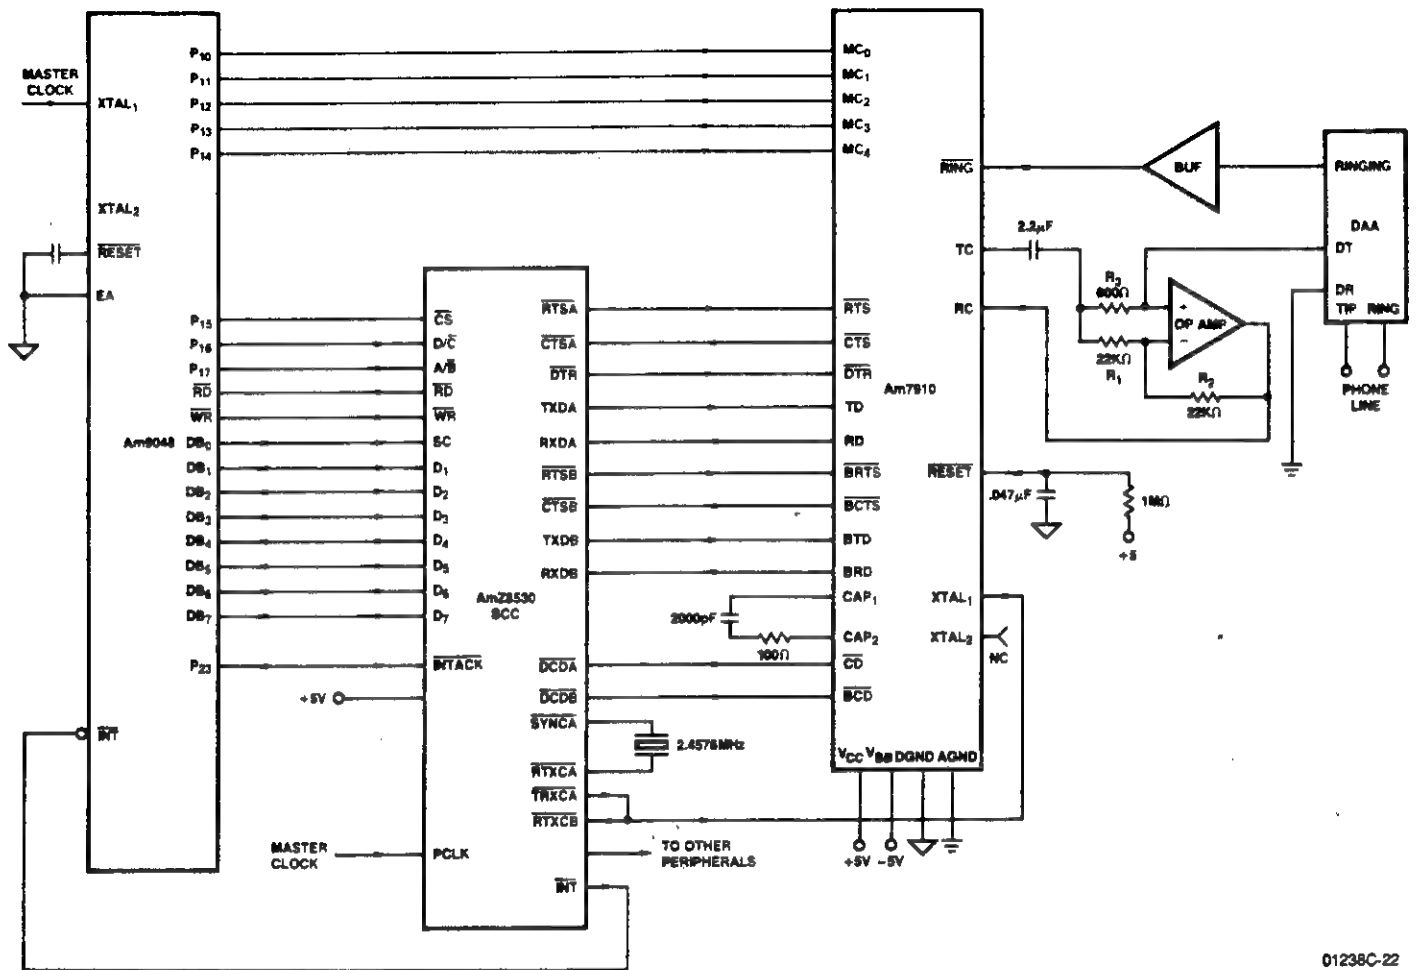 MASTER
CLOCK
XTAL1
XTAL2
RESET
EA
INT
Am9048
P10
P11
P12
P13
P14
P15
P16
P17
RD
WR
DB0
DB1
DB2
DB3
DB4
DB5
DB6
DB7
P23
CS
D/C
A/B
RD
WR
SC
D1
D2
D3
D4
D5
D6
D7
INTACK
+5V
MASTER
CLOCK
PCLK
AmZ8530
SCC
RTSA
CTSA
DTR
TXDA
RXDA
RTSB
CTSB
TXDB
RXDB
DCDA
DCDB
SYNCA
RTXCA
TRXCA
RTXCB
INT
2.4576MHz
TO OTHER
PERIPHERALS
2000pF
100Ω
MC0
MC1
MC2
MC3
MC4
RTS
CTS
DTR
TD
RD
BRTS
BCTS
BTD
BRD
CAP1
CAP2
CD
BCD
Am7910
VCC VBB DGND AGND
+5V -5V
RING
TC
RC
RESET
XTAL1
XTAL2
NC
BUF
2.2µF
R3
600Ω
22KΩ
R1
OP AMP
+
−
R2
22KΩ
.047µF
1MΩ
+5
RINGING
DAA
DT
DR
TIP RING
PHONE
LINE
01238C-22